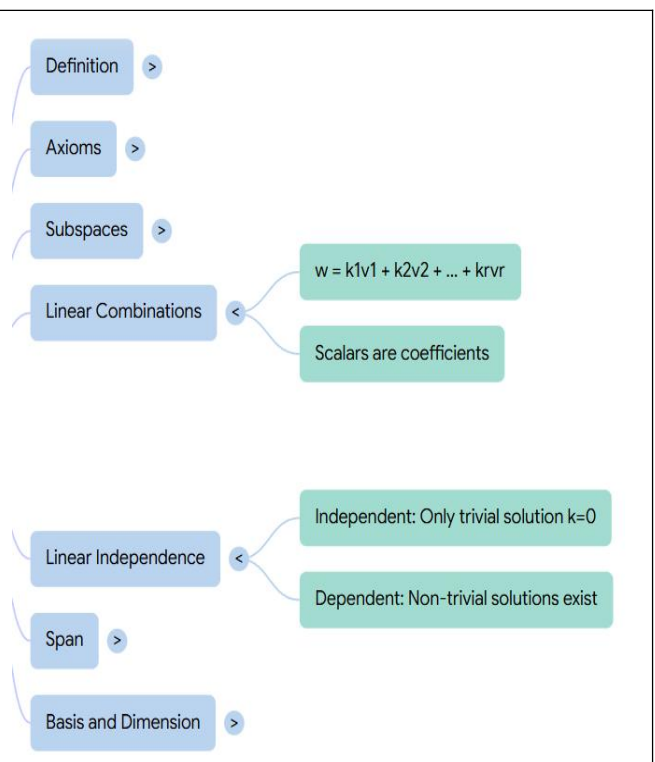 Definition >
Axioms >
Subspaces >
Linear Combinations <
w = k1v1 + k2v2 + ... + krvr
Scalars are coefficients
Linear Independence <
Independent: Only trivial solution k=0
Dependent: Non-trivial solutions exist
Span >
Basis and Dimension >